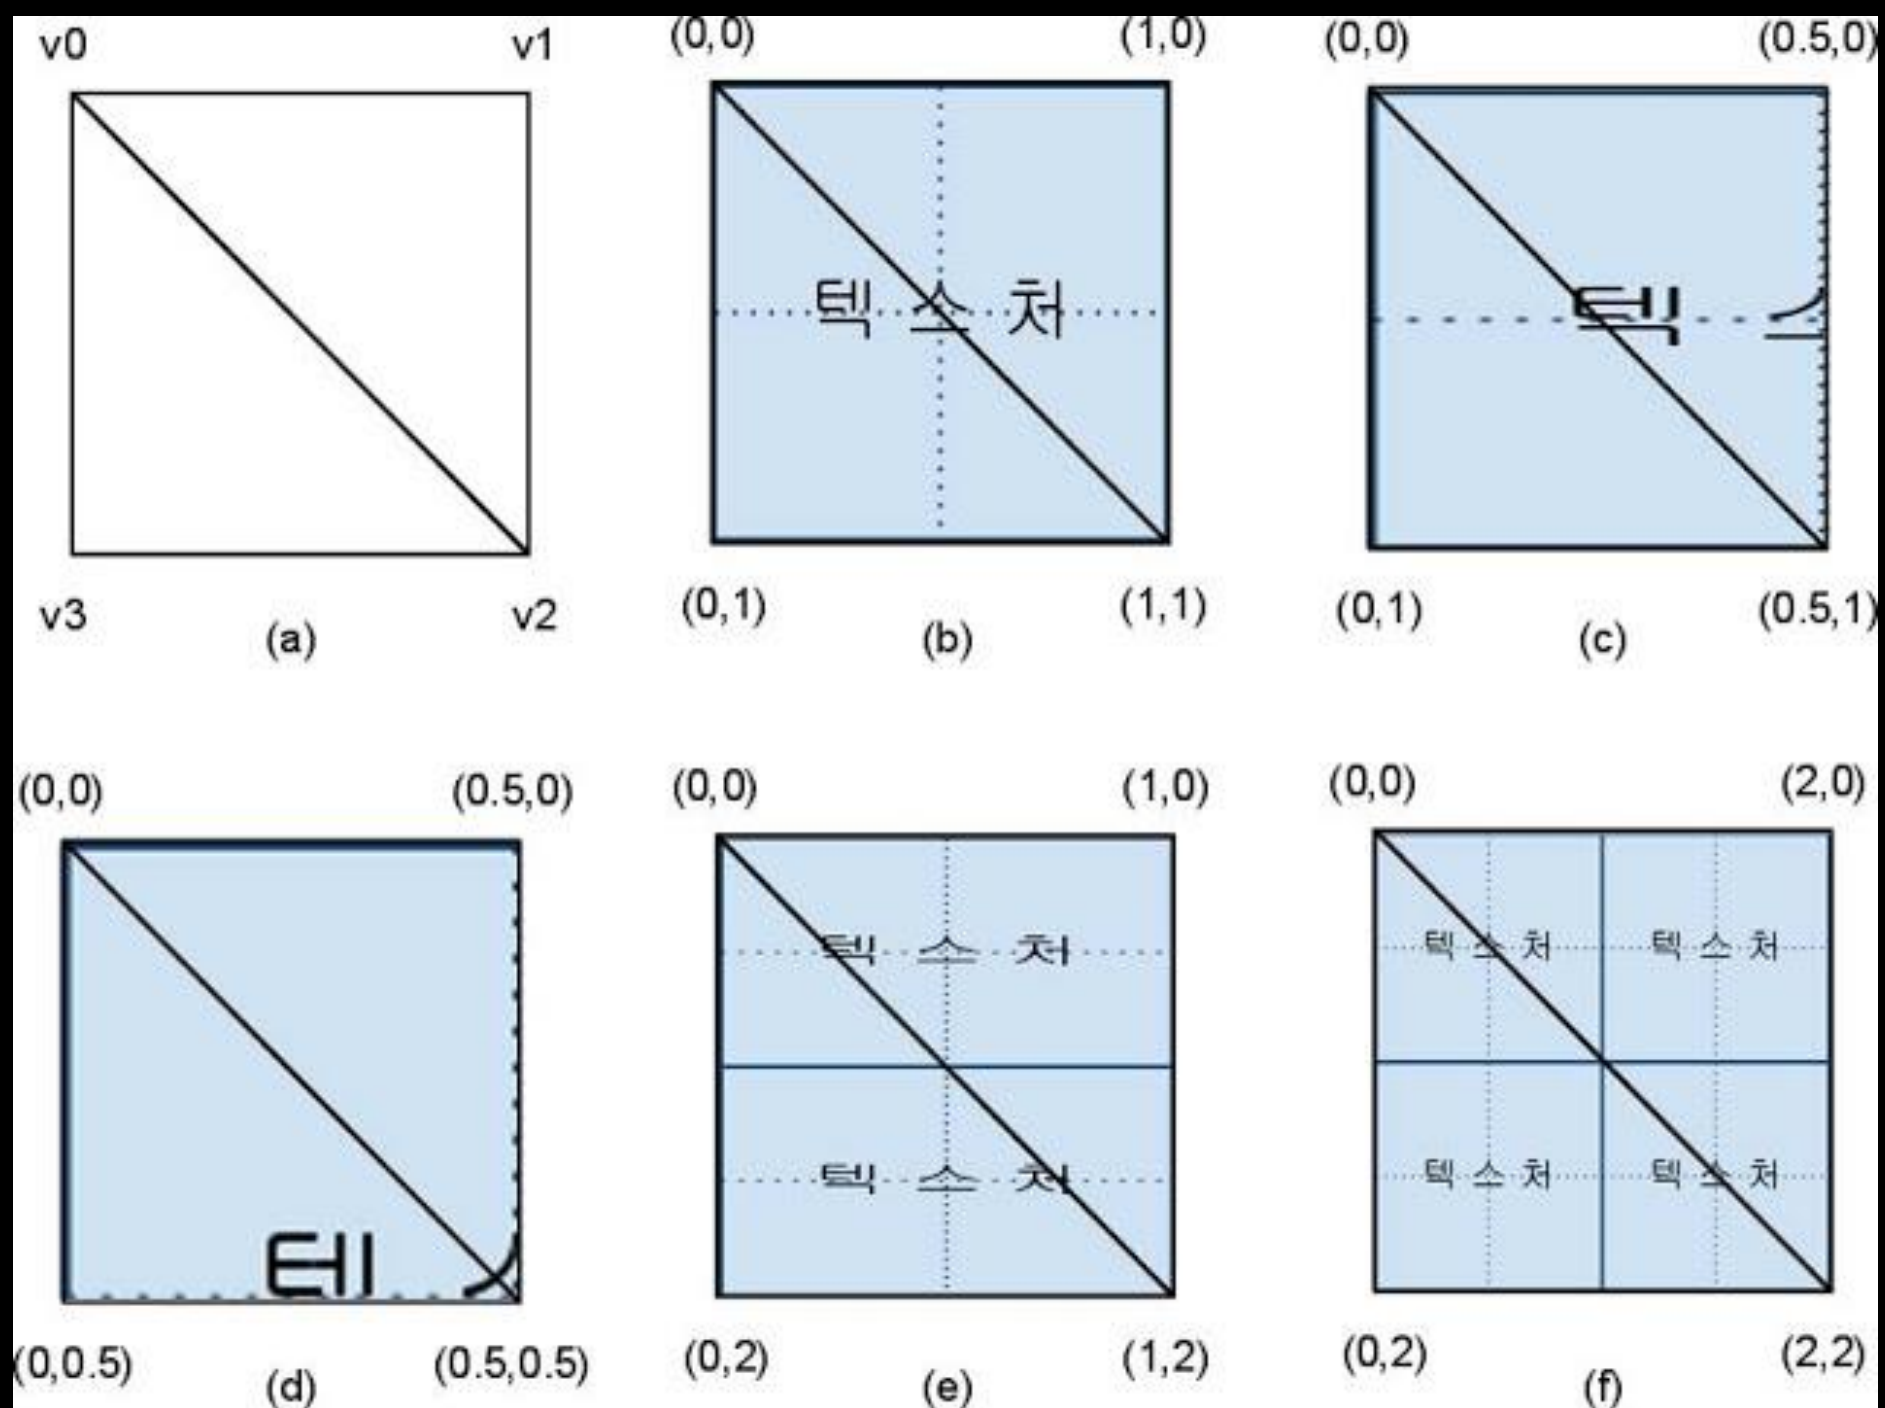 v0 v1
v3 v2
(a)
(0,0) (1,0)
텍 스 처
(0,1) (1,1)
(b)
(0,0) (0.5,0)
텍 스
(0,1) (0.5,1)
(c)
(0,0) (0.5,0)
테
(0,0.5) (0.5,0.5)
(d)
(0,0) (1,0)
텍 스 처
텍 스 처
(0,2) (1,2)
(e)
(0,0) (2,0)
텍 스 처 텍 스 처
텍 스 처 텍 스 처
(0,2) (2,2)
(f)